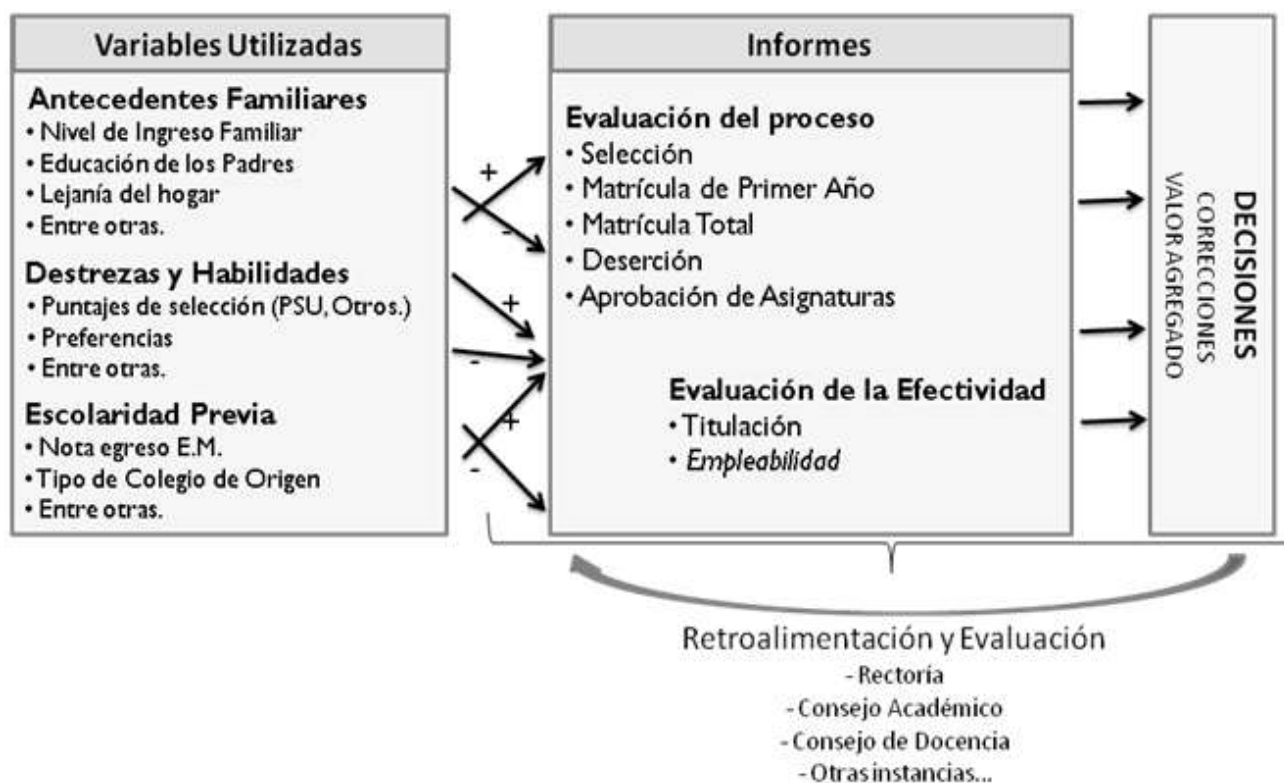 Variables Utilizadas
Antecedentes Familiares
• Nivel de Ingreso Familiar
• Educación de los Padres
• Lejanía del hogar
• Entre otras.
Destrezas y Habilidades
• Puntajes de selección (PSU, Otros.)
• Preferencias
• Entre otras.
Escolaridad Previa
• Nota egreso E.M.
• Tipo de Colegio de Origen
• Entre otras.
+
-
+
-
+
-
Informes
Evaluación del proceso
• Selección
• Matrícula de Primer Año
• Matrícula Total
• Deserción
• Aprobación de Asignaturas
Evaluación de la Efectividad
• Titulación
• Empleabilidad
DECISIONES
CORRECCIONES
VALOR AGREGADO
Retroalimentación y Evaluación
- Rectoría
- Consejo Académico
- Consejo de Docencia
- Otras instancias...